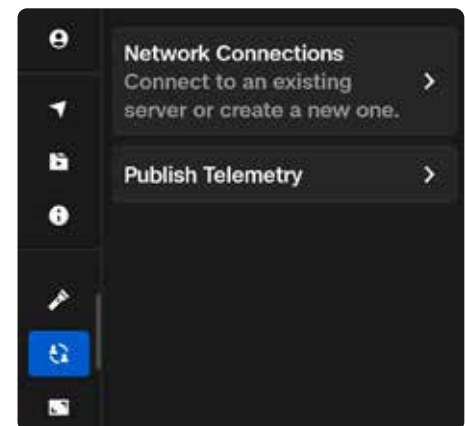 Network Connections
Connect to an existing
server or create a new one.
Publish Telemetry